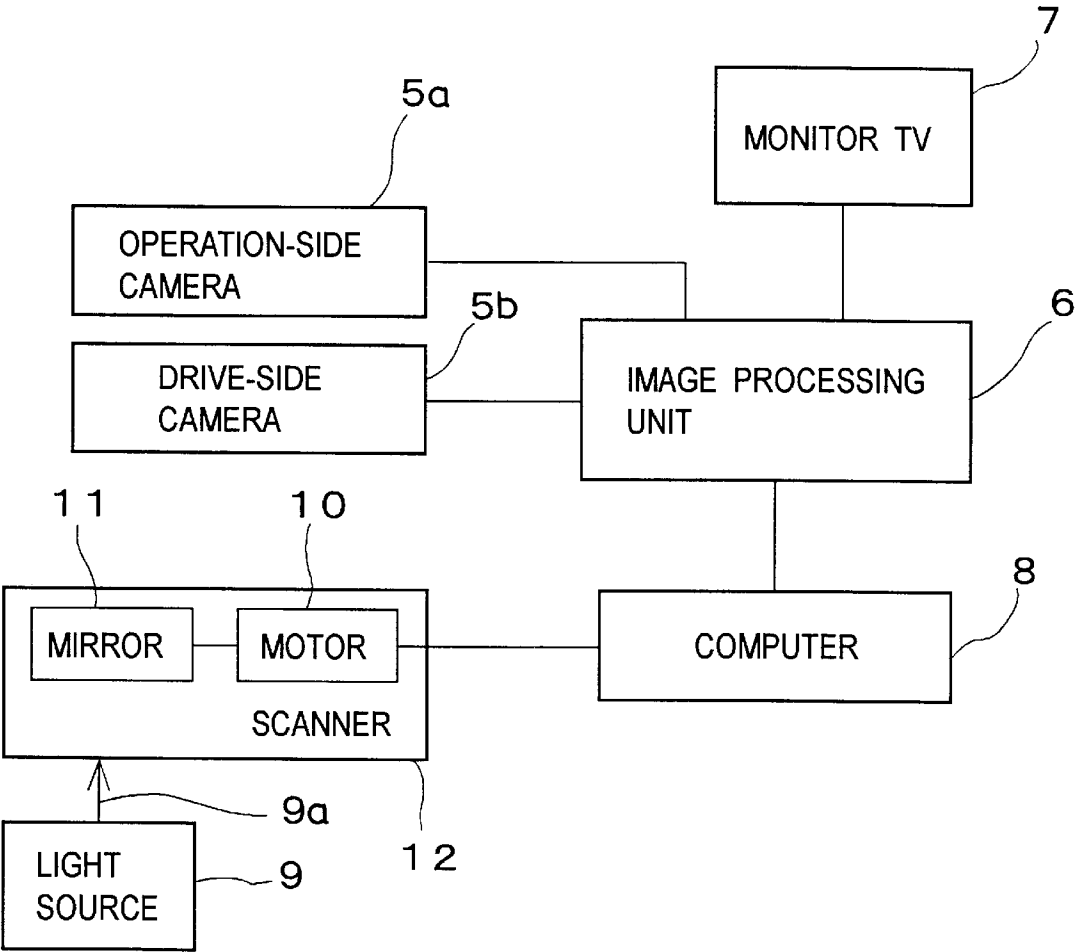 7
MONITOR TV
5a
OPERATION-SIDE
CAMERA
5b
DRIVE-SIDE
CAMERA
6
IMAGE PROCESSING
UNIT
11
10
MIRROR
MOTOR
SCANNER
8
COMPUTER
9a
12
LIGHT
SOURCE
9